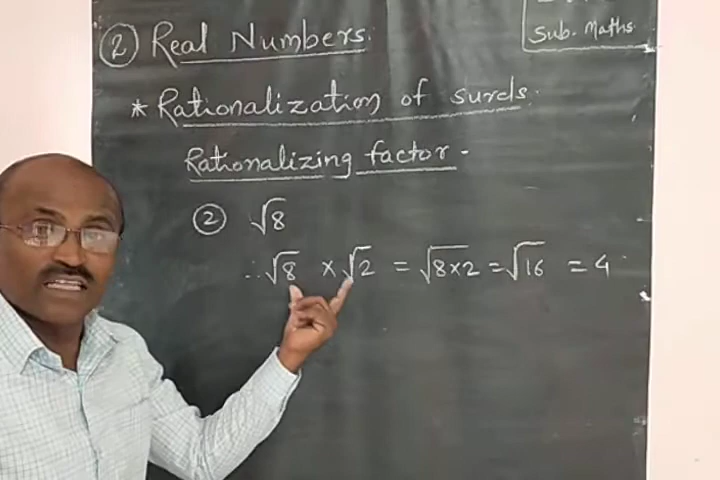 ② Real Numbers.
Sub. Maths
* Rationalization of surds.
Rationalizing factor -
② √8
∴ √8 × √2 = √8×2 = √16 = 4